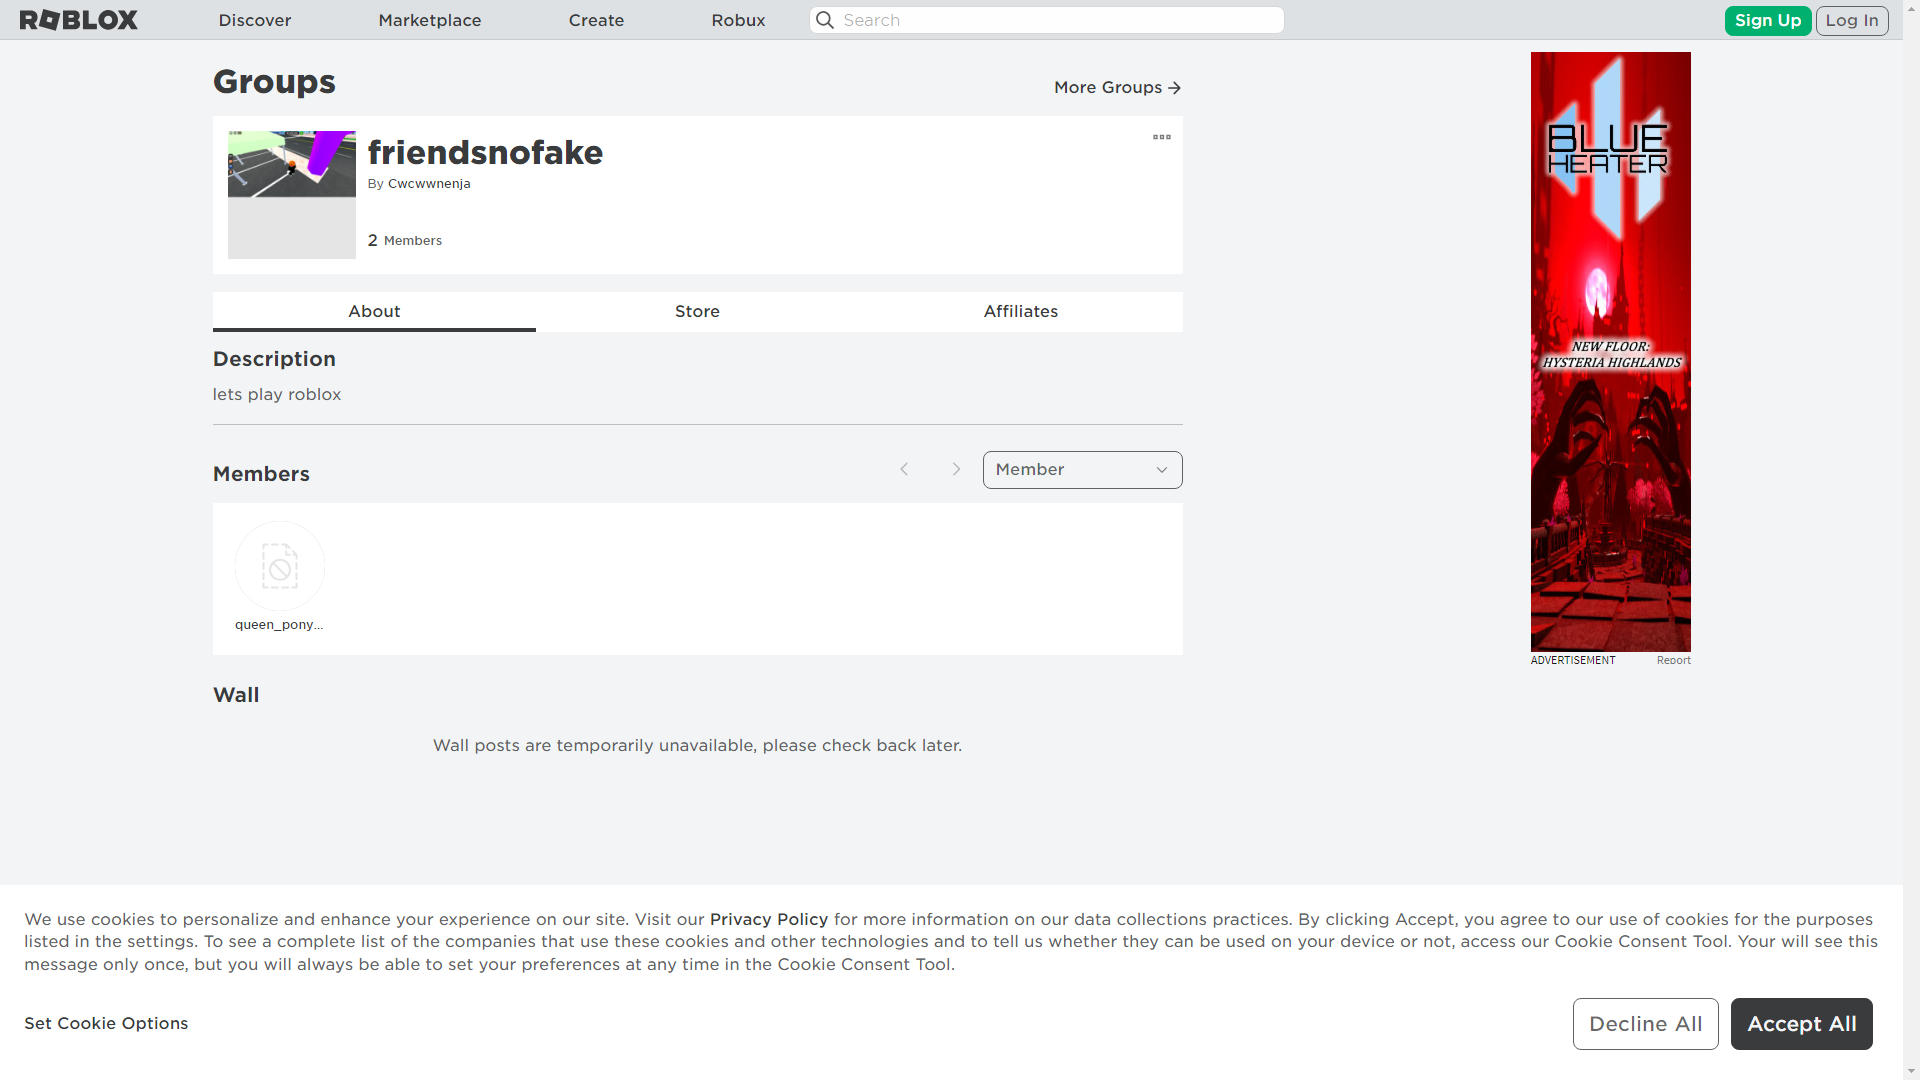 ROBLOX
Discover
Marketplace
Create
Robux
Search
Sign Up
Log In
Groups
More Groups
friendsnofake
By Cwcwwnenja
2 Members
About
Store
Affiliates
Description
lets play roblox
Members
Member
queen_pony...
Wall
Wall posts are temporarily unavailable, please check back later.
BLUE
HEATER
NEW FLOOR:
HYSTERIA HIGHLANDS
ADVERTISEMENT
Report
We use cookies to personalize and enhance your experience on our site. Visit our Privacy Policy for more information on our data collections practices. By clicking Accept, you agree to our use of cookies for the purposes
listed in the settings. To see a complete list of the companies that use these cookies and other technologies and to tell us whether they can be used on your device or not, access our Cookie Consent Tool. Your will see this
message only once, but you will always be able to set your preferences at any time in the Cookie Consent Tool.
Set Cookie Options
Decline All
Accept All